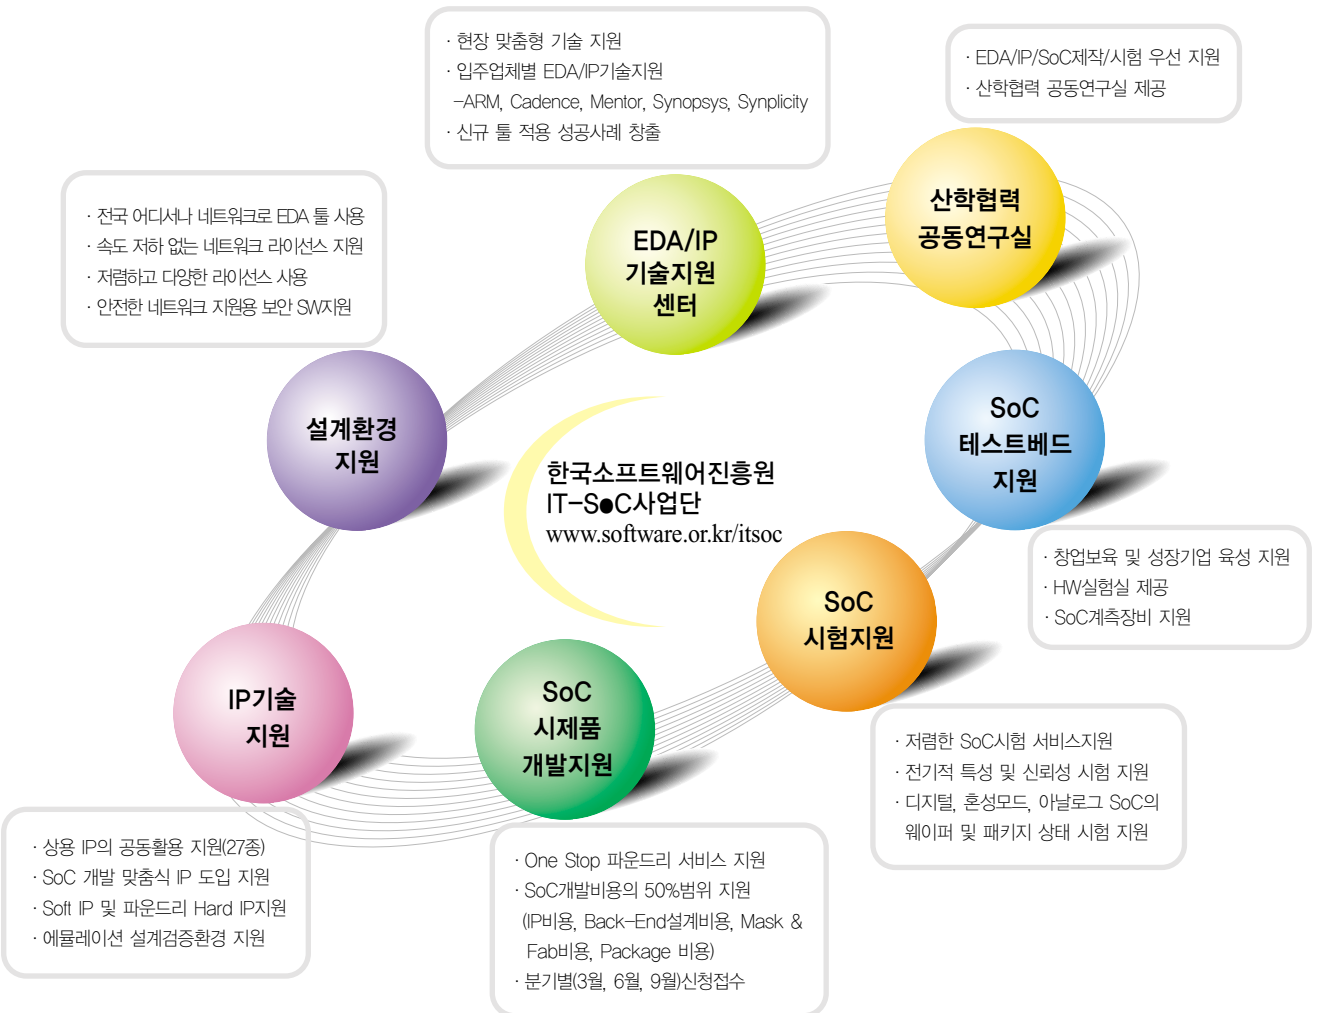 · 현장 맞춤형 기술 지원
· 입주업체별 EDA/IP기술지원
-ARM, Cadence, Mentor, Synopsys, Synplicity
· 신규 툴 적용 성공사례 창출
· EDA/IP/SoC제작/시험 우선 지원
· 산학협력 공동연구실 제공
· 전국 어디서나 네트워크로 EDA 툴 사용
· 속도 저하 없는 네트워크 라이선스 지원
· 저렴하고 다양한 라이선스 사용
· 안전한 네트워크 지원용 보안 SW지원
EDA/IP
기술지원
센터
산학협력
공동연구실
설계환경
지원
SoC
테스트베드
지원
한국소프트웨어진흥원
IT-S●C사업단
www.software.or.kr/itsoc
· 창업보육 및 성장기업 육성 지원
· HW실험실 제공
· SoC계측장비 지원
SoC
시험지원
IP기술
지원
SoC
시제품
개발지원
· 저렴한 SoC시험 서비스지원
· 전기적 특성 및 신뢰성 시험 지원
· 디지털, 혼성모드, 아날로그 SoC의
웨이퍼 및 패키지 상태 시험 지원
· 상용 IP의 공동활용 지원(27종)
· SoC 개발 맞춤식 IP 도입 지원
· Soft IP 및 파운드리 Hard IP지원
· 에뮬레이션 설계검증환경 지원
· One Stop 파운드리 서비스 지원
· SoC개발비용의 50%범위 지원
(IP비용, Back-End설계비용, Mask &
Fab비용, Package 비용)
· 분기별(3월, 6월, 9월)신청접수